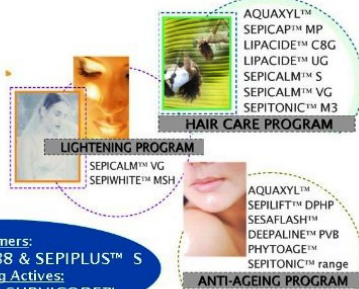 AQUAXYL™
SEPICAP™ MP
LIPACIDE™ C8G
LIPACIDE™ UG
SEPICALM™ S
SEPICALM™ VG
SEPITONIC™ M3
HAIR CARE PROGRAM
LIGHTENING PROGRAM
SEPICALM™ VG
SEPIWHITE™ MSH
AQUAXYL™
SEPILIFT™ DPHP
SESAFLASH™
DEEPALINE™ PVB
PHYTOAGE™
SEPITONIC™ range
ANTI-AGEING PROGRAM
mers:
88 & SEPIPLUS™ S
g Actives: